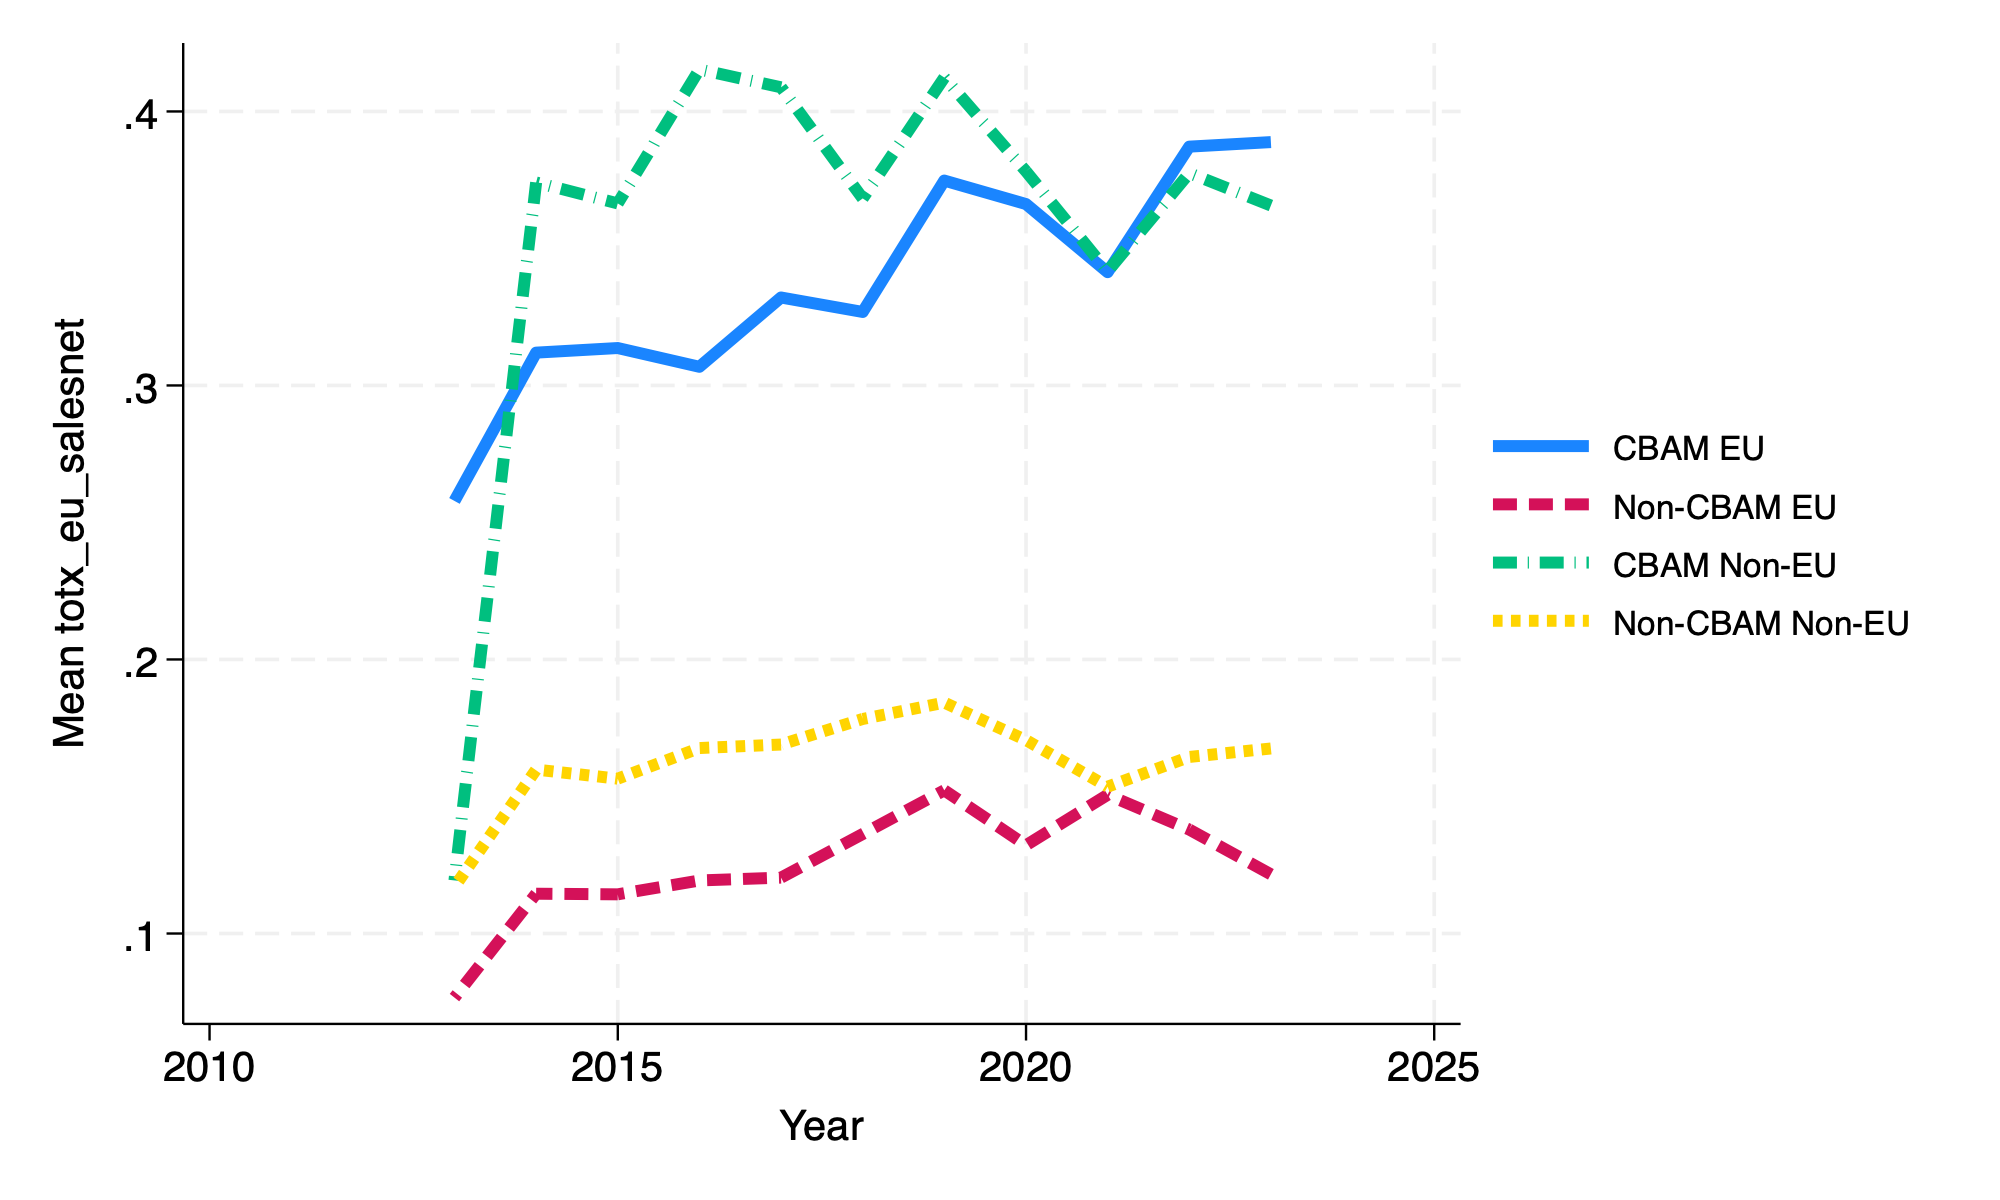 Mean totx_eu_salesnet
.4
.3
.2
.1
2010
2015
2020
2025
Year
CBAM EU
Non-CBAM EU
CBAM Non-EU
Non-CBAM Non-EU